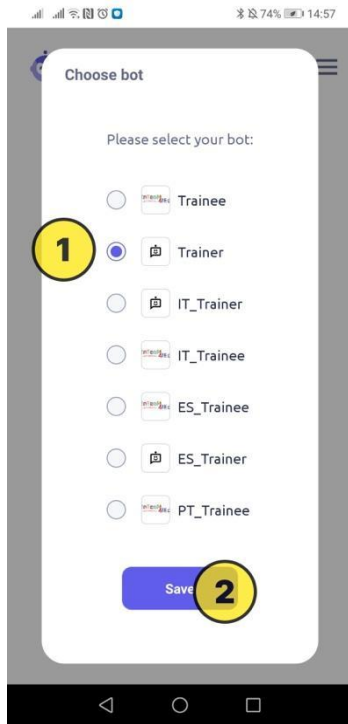 74% 14:57
Choose bot
Please select your bot:
Trainee
1
Trainer
IT_Trainer
IT_Trainee
ES_Trainee
ES_Trainer
PT_Trainee
Save
2